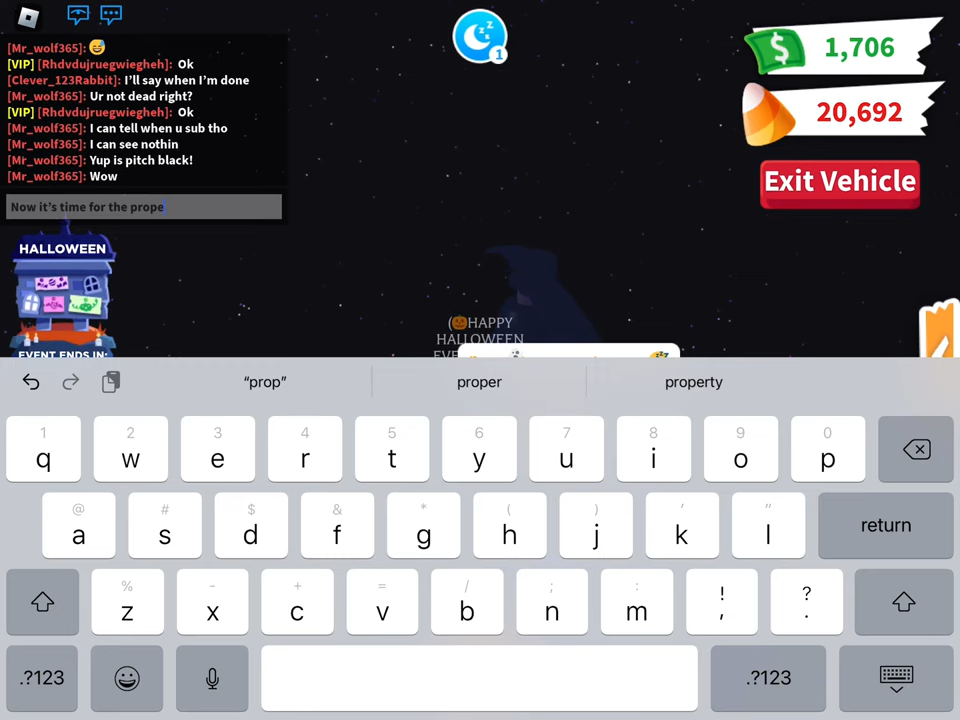 1
1,706
[Mr_wolf365]: 😅
[VIP] [Rhdvdujruegwiegheh]: Ok
[Clever_123Rabbit]: I'll say when I'm done
[Mr_wolf365]: Ur not dead right?
[VIP] [Rhdvdujruegwiegheh]: Ok
[Mr_wolf365]: I can tell when u sub tho
[Mr_wolf365]: I can see nothin
[Mr_wolf365]: Yup is pitch black!
[Mr_wolf365]: Wow
20,692
Exit Vehicle
Now it's time for the prope
HALLOWEEN
EVENT ENDS IN:
(🎃HAPPY
HALLOWEEN
“prop” proper property
1 2 3 4 5 6 7 8 9 0
q w e r t y u i o p
@ # $ & * ( ) ' "
a s d f g h j k l return
% - + = / ; : ! ?
z x c v b n m , .
.?123 .?123